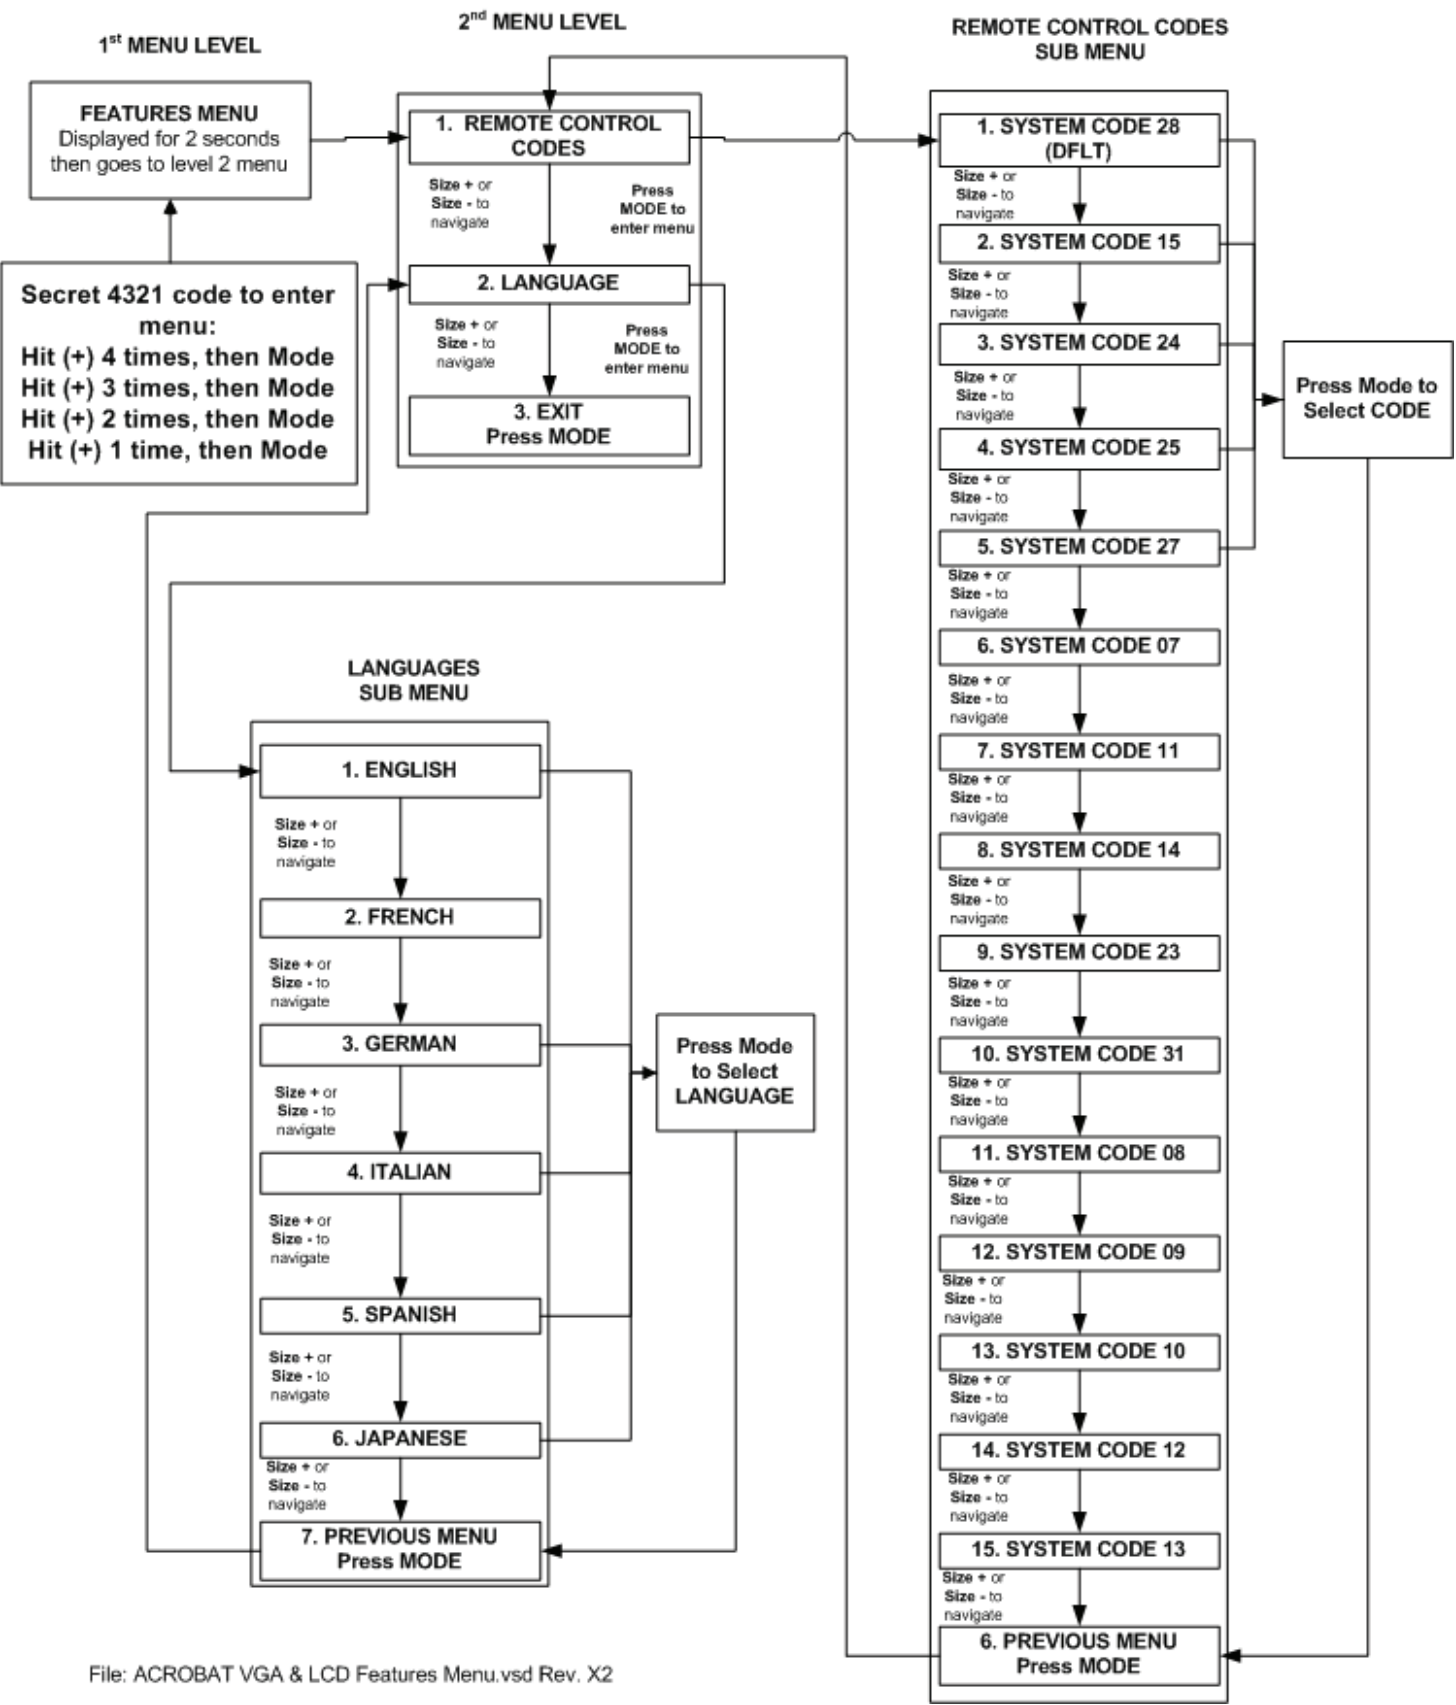 1st MENU LEVEL
2nd MENU LEVEL
REMOTE CONTROL CODES
SUB MENU
FEATURES MENU
Displayed for 2 seconds
then goes to level 2 menu
Secret 4321 code to enter
menu:
Hit (+) 4 times, then Mode
Hit (+) 3 times, then Mode
Hit (+) 2 times, then Mode
Hit (+) 1 time, then Mode
1. REMOTE CONTROL
CODES
Size + or
Size - to
navigate
Press
MODE to
enter menu
2. LANGUAGE
Size + or
Size - to
navigate
Press
MODE to
enter menu
3. EXIT
Press MODE
1. SYSTEM CODE 28
(DFLT)
Size + or
Size - to
navigate
2. SYSTEM CODE 15
Size + or
Size - to
navigate
3. SYSTEM CODE 24
Size + or
Size - to
navigate
4. SYSTEM CODE 25
Size + or
Size - to
navigate
5. SYSTEM CODE 27
Size + or
Size - to
navigate
6. SYSTEM CODE 07
Size + or
Size - to
navigate
7. SYSTEM CODE 11
Size + or
Size - to
navigate
8. SYSTEM CODE 14
Size + or
Size - to
navigate
9. SYSTEM CODE 23
Size + or
Size - to
navigate
10. SYSTEM CODE 31
Size + or
Size - to
navigate
11. SYSTEM CODE 08
Size + or
Size - to
navigate
12. SYSTEM CODE 09
Size + or
Size - to
navigate
13. SYSTEM CODE 10
Size + or
Size - to
navigate
14. SYSTEM CODE 12
Size + or
Size - to
navigate
15. SYSTEM CODE 13
Size + or
Size - to
navigate
6. PREVIOUS MENU
Press MODE
Press Mode to
Select CODE
LANGUAGES
SUB MENU
1. ENGLISH
Size + or
Size - to
navigate
2. FRENCH
Size + or
Size - to
navigate
3. GERMAN
Size + or
Size - to
navigate
4. ITALIAN
Size + or
Size - to
navigate
5. SPANISH
Size + or
Size - to
navigate
6. JAPANESE
Size + or
Size - to
navigate
7. PREVIOUS MENU
Press MODE
Press Mode
to Select
LANGUAGE
File: ACROBAT VGA & LCD Features Menu.vsd Rev. X2